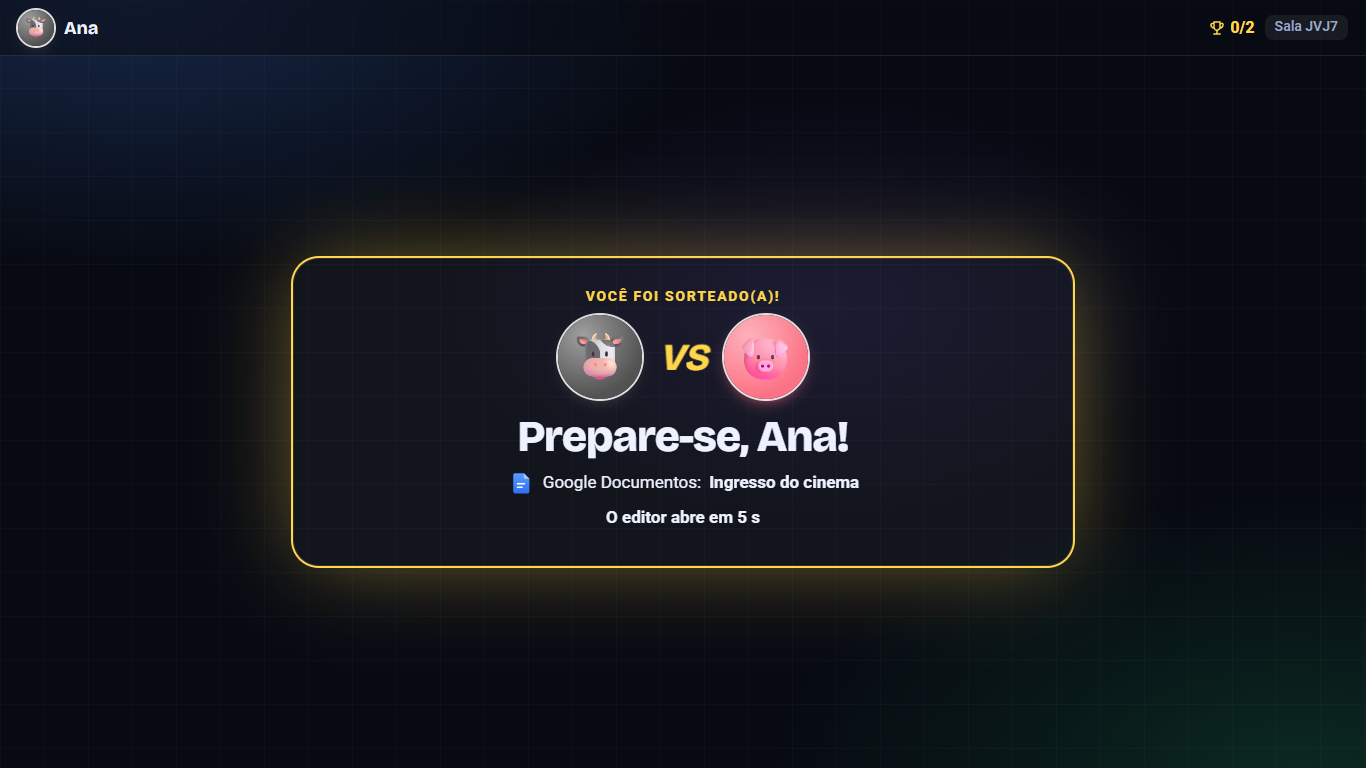 Ana
0/2
Sala JVJ7
VOCÊ FOI SORTEADO(A)!
VS
Prepare-se, Ana!
Google Documentos: Ingresso do cinema
O editor abre em 5 s